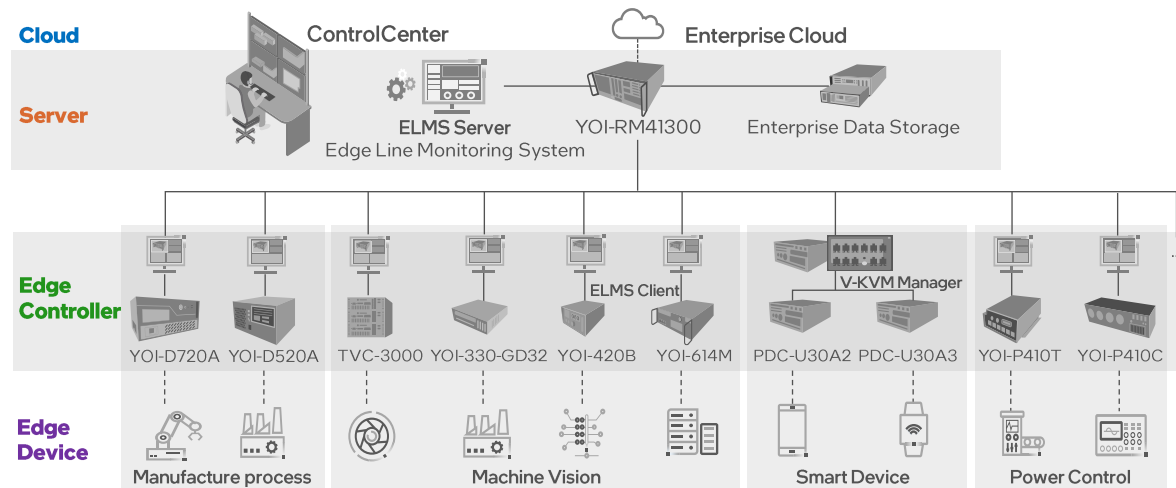 Cloud
ControlCenter
Enterprise Cloud
Server
ELMS Server
Edge Line Monitoring System
YOI-RM41300
Enterprise Data Storage
Edge
Controller
ELMS Client
V-KVM Manager
YOI-D720A
YOI-D520A
TVC-3000
YOI-330-GD32
YOI-420B
YOI-614M
PDC-U30A2
PDC-U30A3
YOI-P410T
YOI-P410C
Edge
Device
Manufacture process
Machine Vision
Smart Device
Power Control